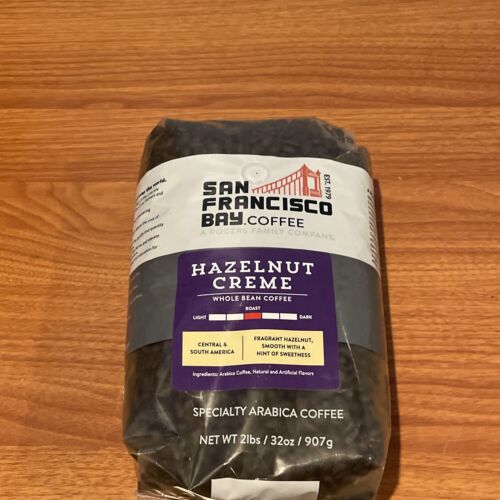 SAN
FRANCISCO
BAY.COFFEE
EST. 1979
A ROGERS FAMILY COMPANY
HAZELNUT
CREME
WHOLE BEAN COFFEE
ROAST
LIGHT DARK
CENTRAL &
SOUTH AMERICA
FRAGRANT HAZELNUT,
SMOOTH WITH A
HINT OF SWEETNESS
Ingredients: Arabica Coffee, Natural and Artificial Flavors
SPECIALTY ARABICA COFFEE
NET WT 2lbs / 32oz / 907g